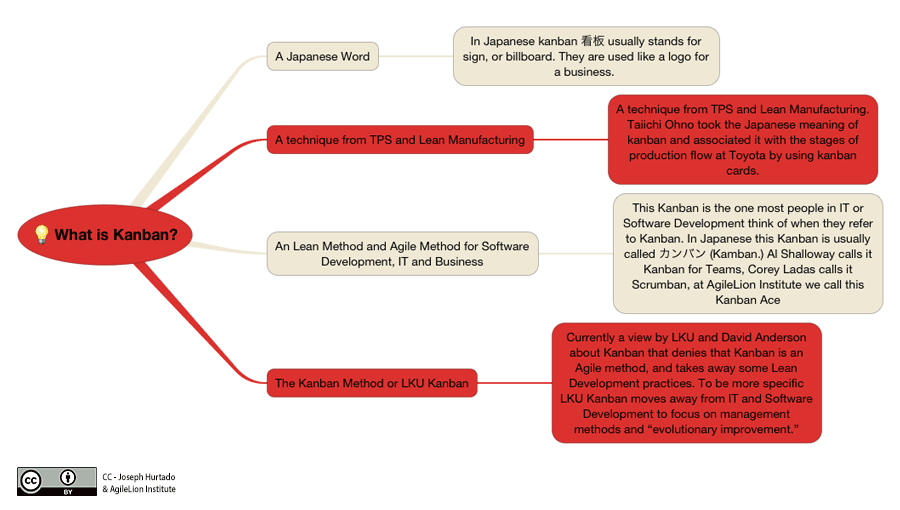 A Japanese Word
In Japanese kanban 看板 usually stands for
sign, or billboard. They are used like a logo for
a business.
A technique from TPS and Lean Manufacturing
A technique from TPS and Lean Manufacturing.
Taiichi Ohno took the Japanese meaning of
kanban and associated it with the stages of
production flow at Toyota by using kanban
cards.
What is Kanban?
An Lean Method and Agile Method for Software
Development, IT and Business
This Kanban is the one most people in IT or
Software Development think of when they refer
to Kanban. In Japanese this Kanban is usually
called カンバン (Kamban.) Al Shalloway calls it
Kanban for Teams, Corey Ladas calls it
Scrumban, at AgileLion Institute we call this
Kanban Ace
The Kanban Method or LKU Kanban
Currently a view by LKU and David Anderson
about Kanban that denies that Kanban is an
Agile method, and takes away some Lean
Development practices. To be more specific
LKU Kanban moves away from IT and Software
Development to focus on management
methods and “evolutionary improvement.”
cc
BY
CC - Joseph Hurtado
& AgileLion Institute